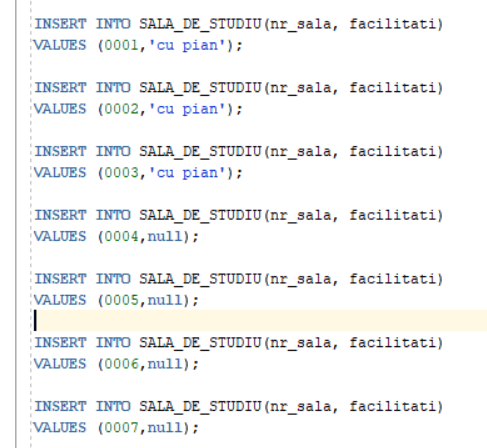 INSERT INTO SALA_DE_STUDIU(nr_sala, facilitati)
VALUES (0001,'cu pian');
INSERT INTO SALA_DE_STUDIU(nr_sala, facilitati)
VALUES (0002,'cu pian');
INSERT INTO SALA_DE_STUDIU(nr_sala, facilitati)
VALUES (0003,'cu pian');
INSERT INTO SALA_DE_STUDIU(nr_sala, facilitati)
VALUES (0004,null);
INSERT INTO SALA_DE_STUDIU(nr_sala, facilitati)
VALUES (0005,null);
INSERT INTO SALA_DE_STUDIU(nr_sala, facilitati)
VALUES (0006,null);
INSERT INTO SALA_DE_STUDIU(nr_sala, facilitati)
VALUES (0007,null);